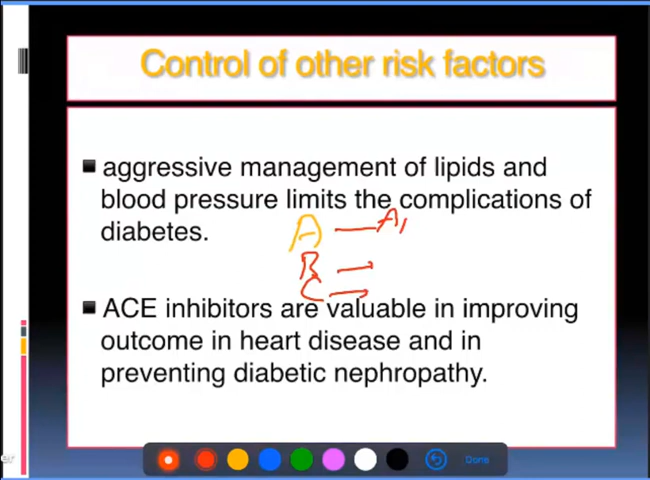 Control of other risk factors
aggressive management of lipids and
blood pressure limits the complications of
diabetes.
A — A,
B —
C —
ACE inhibitors are valuable in improving
outcome in heart disease and in
preventing diabetic nephropathy.
Done